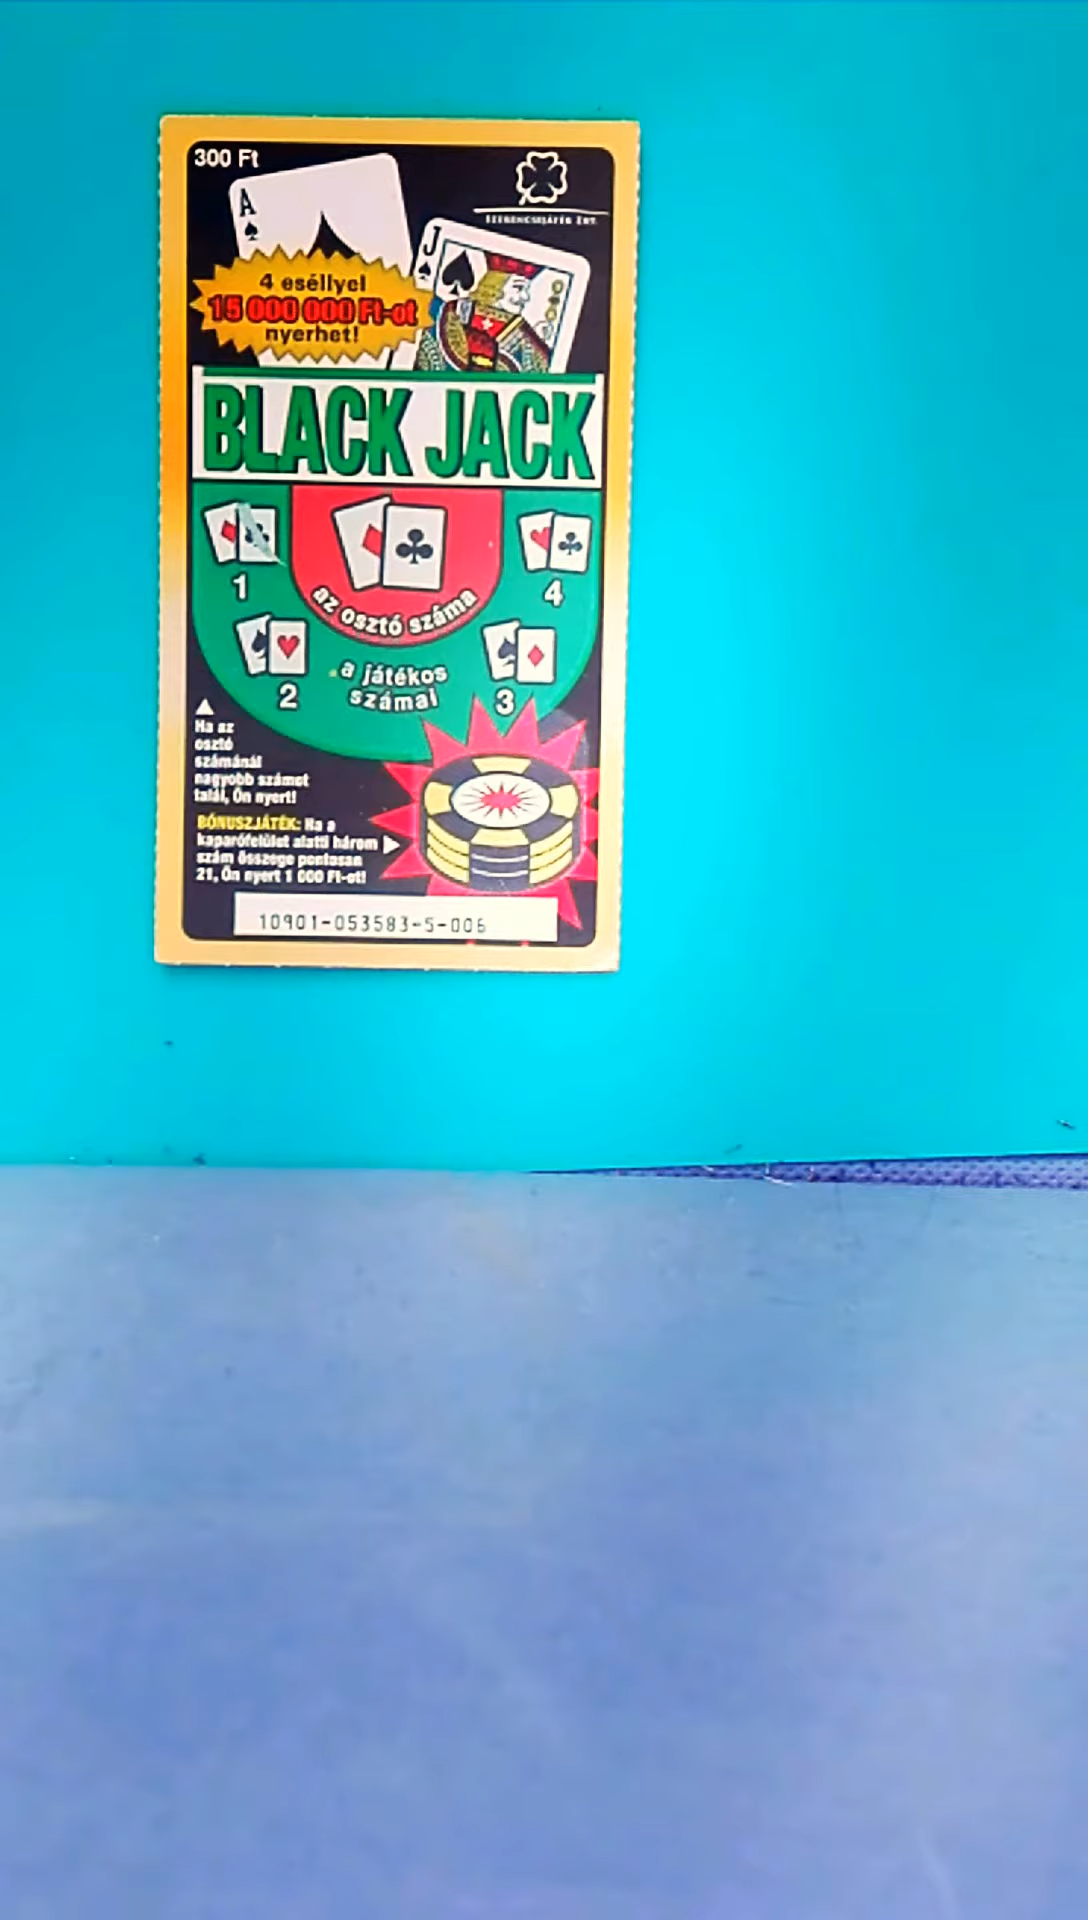 300 Ft
A
SZERENCSEJÁTÉK ZRT.
J
4 eséllyel
15 000 000 Ft-ot
nyerhet!
BLACK JACK
az osztó száma
1
4
2
a játékos
számai
3
Ha az
osztó
számánál
nagyobb számot
talál, Ön nyert!
BÓNUSZJÁTÉK: Ha a
kaparófelület alatti három
szám összege pontosan
21, Ön nyert 1 000 Ft-ot!
10901-053583-5-006